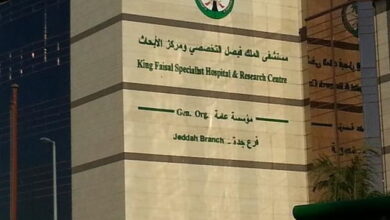 مستشفى الملك فيصل التخصصي ومركز الأبحاث
King Faisal Specialist Hospital & Research Centre
Gen. Org. مؤسسة عامة
Jeddah Branch - فرع جدة